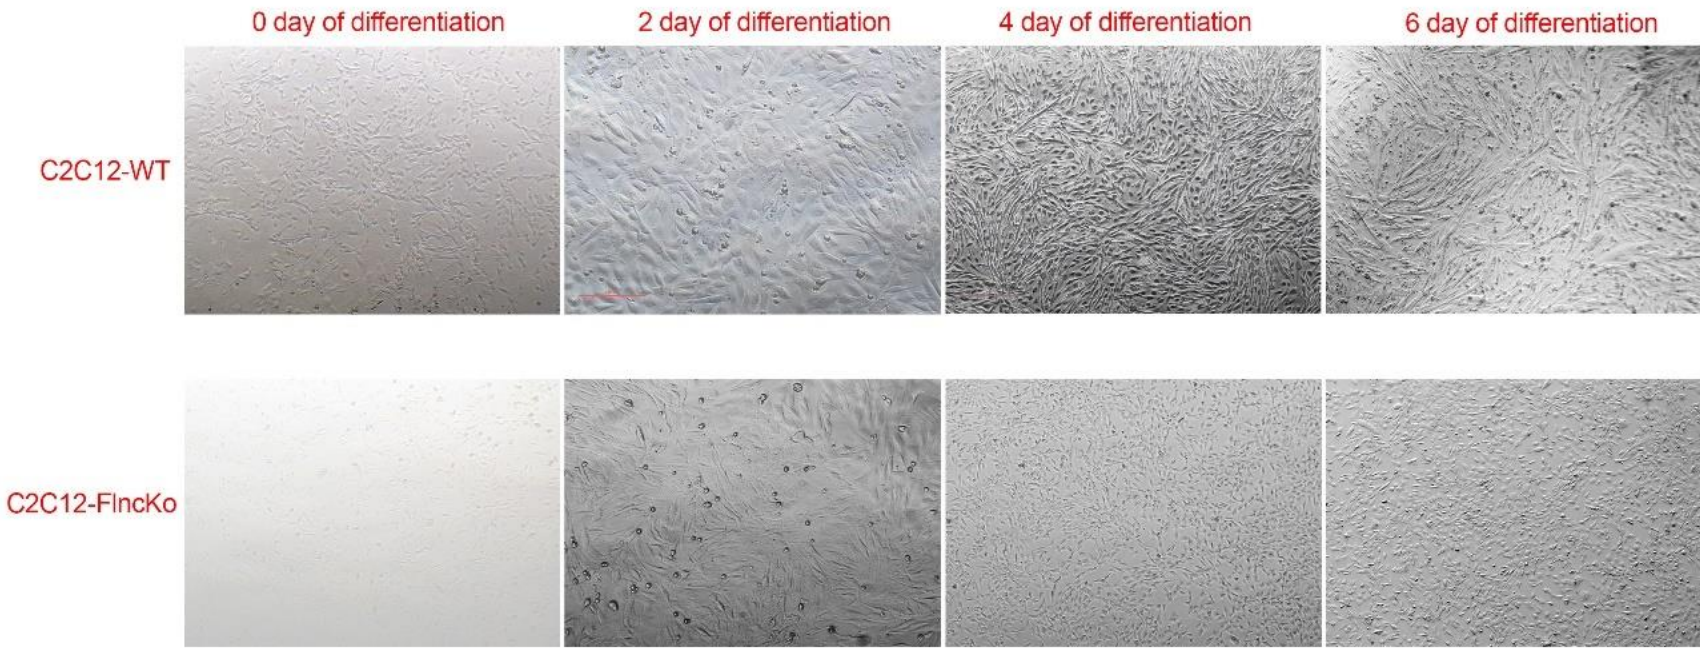 0 day of differentiation
2 day of differentiation
4 day of differentiation
6 day of differentiation
C2C12-WT
C2C12-FlncKo